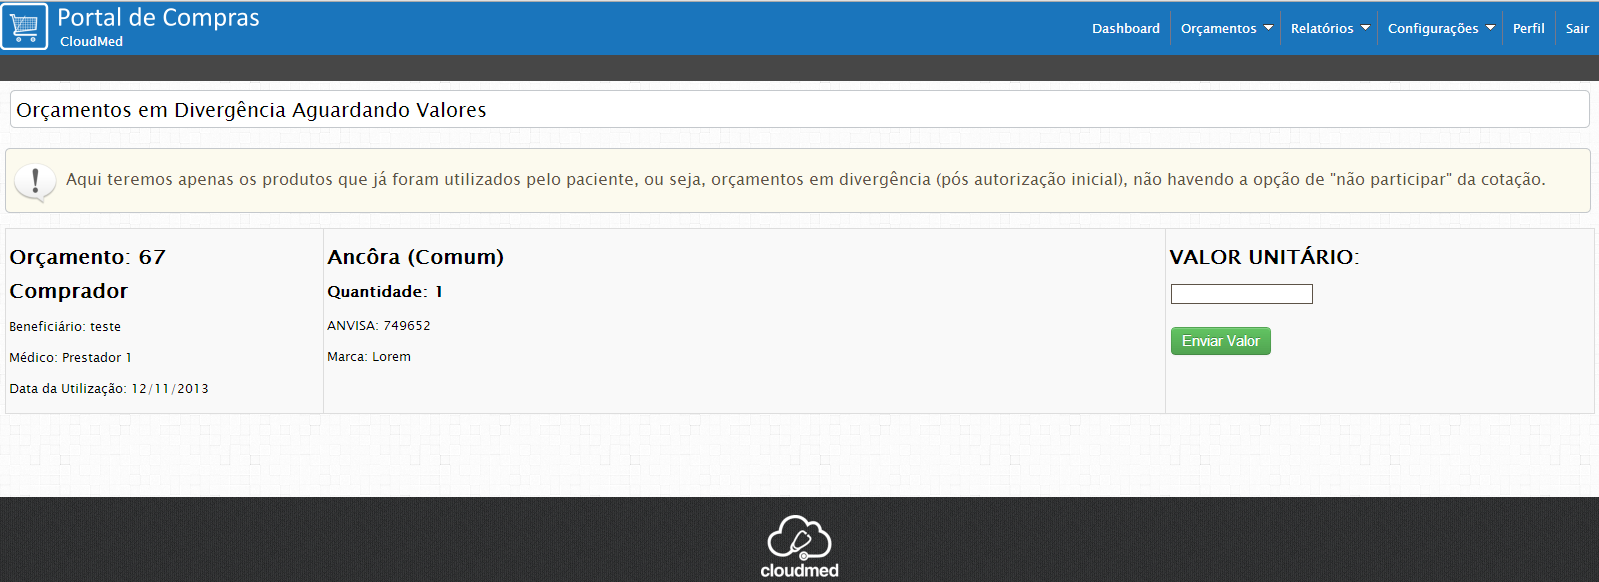 Portal de Compras
CloudMed
Dashboard Orçamentos Relatórios Configurações Perfil Sair
Orçamentos em Divergência Aguardando Valores
! Aqui teremos apenas os produtos que já foram utilizados pelo paciente, ou seja, orçamentos em divergência (pós autorização inicial), não havendo a opção de "não participar" da cotação.
Orçamento: 67
Comprador
Beneficiário: teste
Médico: Prestador 1
Data da Utilização: 12/11/2013
Ancôra (Comum)
Quantidade: 1
ANVISA: 749652
Marca: Lorem
VALOR UNITÁRIO:
Enviar Valor
cloudmed